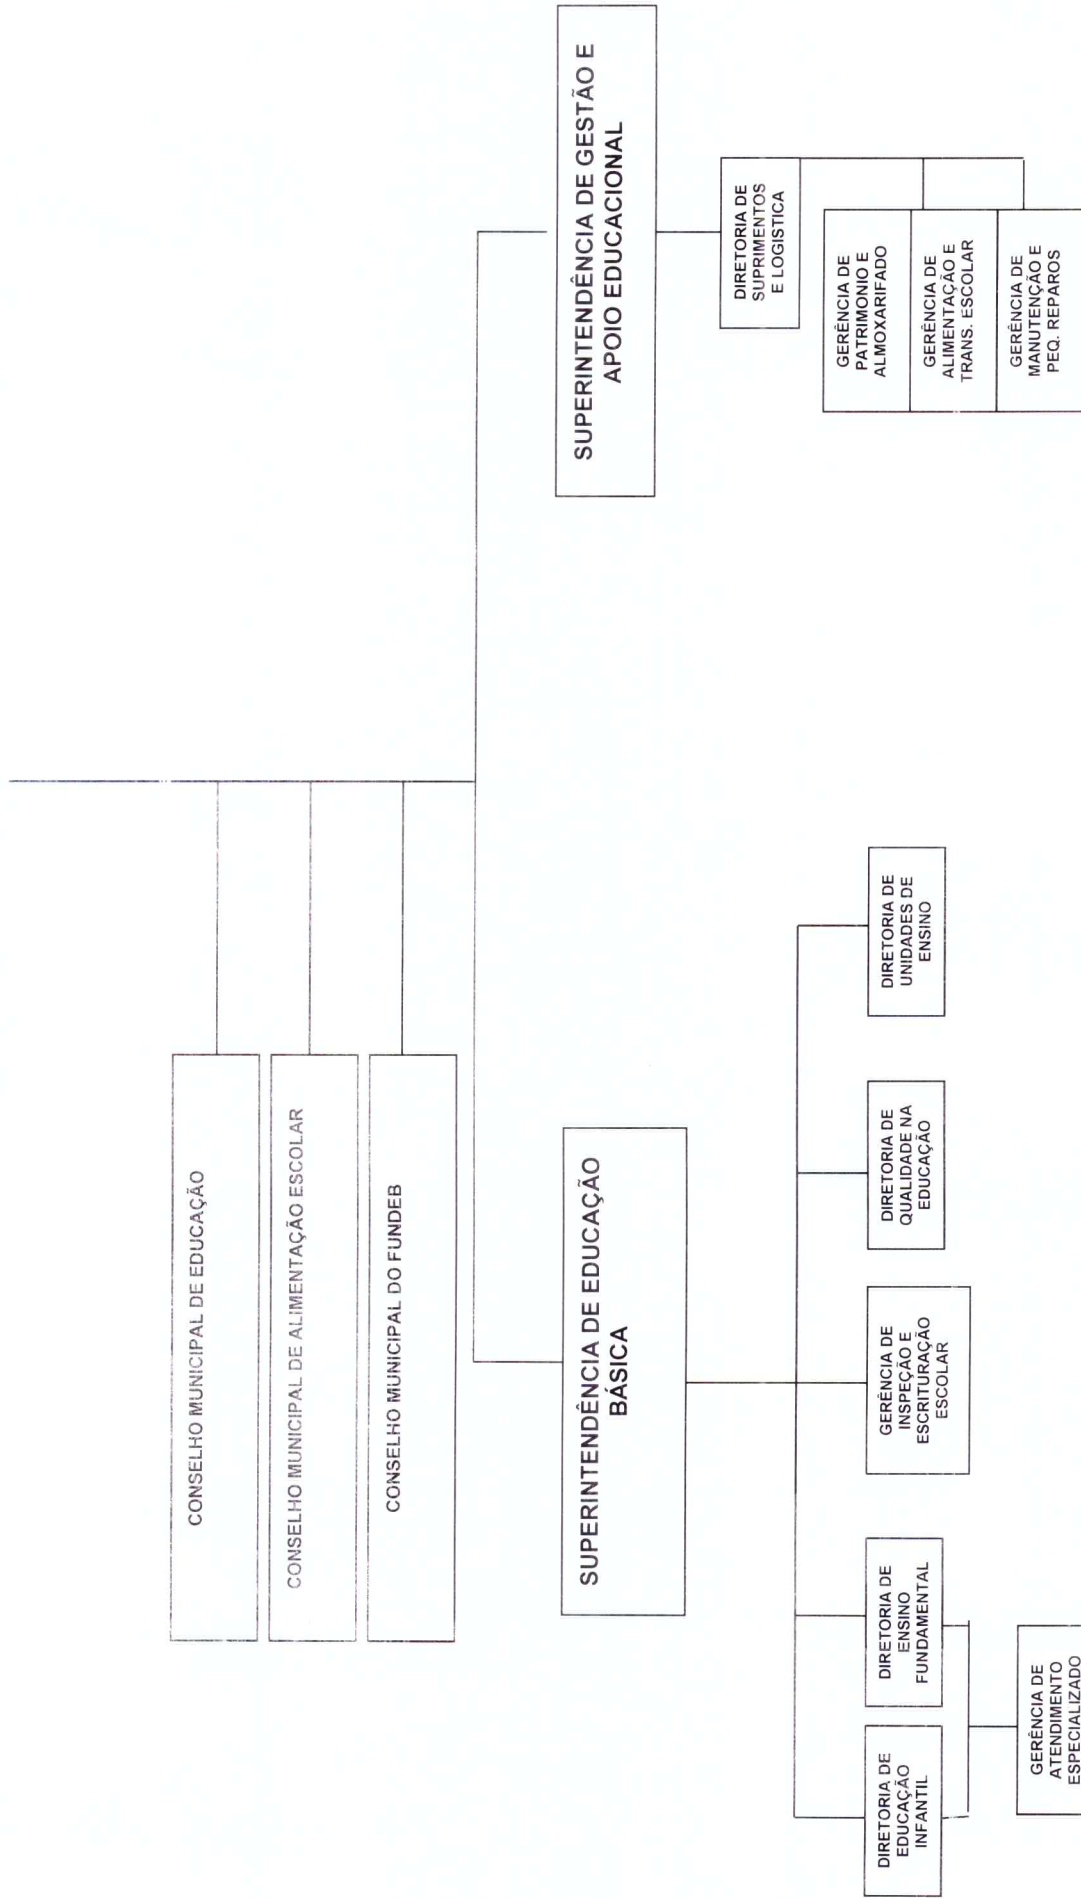 CONSELHO MUNICIPAL DE EDUCAÇÃO
CONSELHO MUNICIPAL DE ALIMENTAÇÃO ESCOLAR
CONSELHO MUNICIPAL DO FUNDEB
SUPERINTENDÊNCIA DE EDUCAÇÃO
BÁSICA
SUPERINTENDÊNCIA DE GESTÃO E
APOIO EDUCACIONAL
DIRETORIA DE
EDUCAÇÃO
INFANTIL
DIRETORIA DE
ENSINO
FUNDAMENTAL
GERÊNCIA DE
INSPEÇÃO E
ESCRITURAÇÃO
ESCOLAR
DIRETORIA DE
QUALIDADE NA
EDUCAÇÃO
DIRETORIA DE
UNIDADES DE
ENSINO
GERÊNCIA DE
ATENDIMENTO
ESPECIALIZADO
DIRETORIA DE
SUPRIMENTOS
E LOGISTICA
GERÊNCIA DE
PATRIMONIO E
ALMOXARIFADO
GERÊNCIA DE
ALIMENTAÇÃO E
TRANS. ESCOLAR
GERÊNCIA DE
MANUTENÇÃO E
PEQ. REPAROS